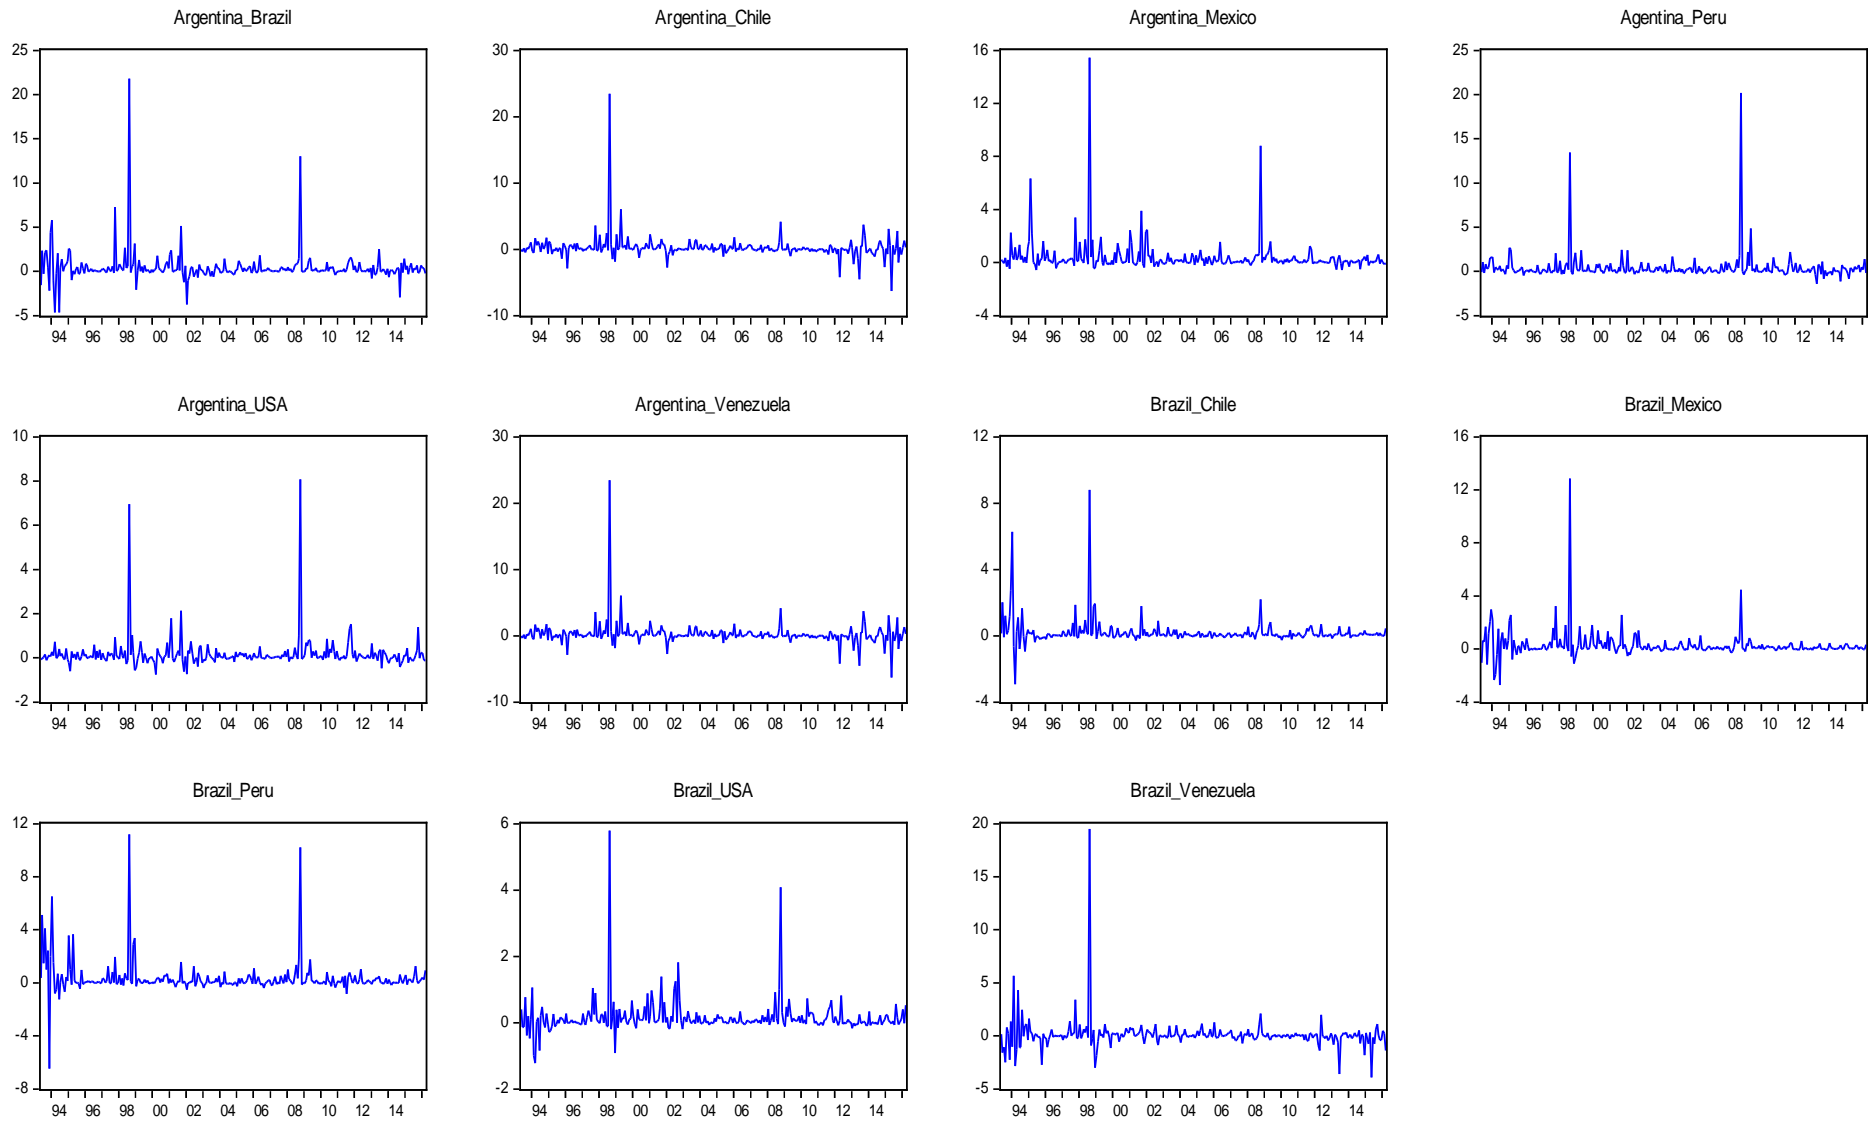 Argentina_Brazil
25
20
15
10
5
0
-5
94 96 98 00 02 04 06 08 10 12 14
Argentina_Chile
30
20
10
0
-10
94 96 98 00 02 04 06 08 10 12 14
Argentina_Mexico
16
12
8
4
0
-4
94 96 98 00 02 04 06 08 10 12 14
Agentina_Peru
25
20
15
10
5
0
-5
94 96 98 00 02 04 06 08 10 12 14
Argentina_USA
10
8
6
4
2
0
-2
94 96 98 00 02 04 06 08 10 12 14
Argentina_Venezuela
30
20
10
0
-10
94 96 98 00 02 04 06 08 10 12 14
Brazil_Chile
12
8
4
0
-4
94 96 98 00 02 04 06 08 10 12 14
Brazil_Mexico
16
12
8
4
0
-4
94 96 98 00 02 04 06 08 10 12 14
Brazil_Peru
12
8
4
0
-4
-8
94 96 98 00 02 04 06 08 10 12 14
Brazil_USA
6
4
2
0
-2
94 96 98 00 02 04 06 08 10 12 14
Brazil_Venezuela
20
15
10
5
0
-5
94 96 98 00 02 04 06 08 10 12 14